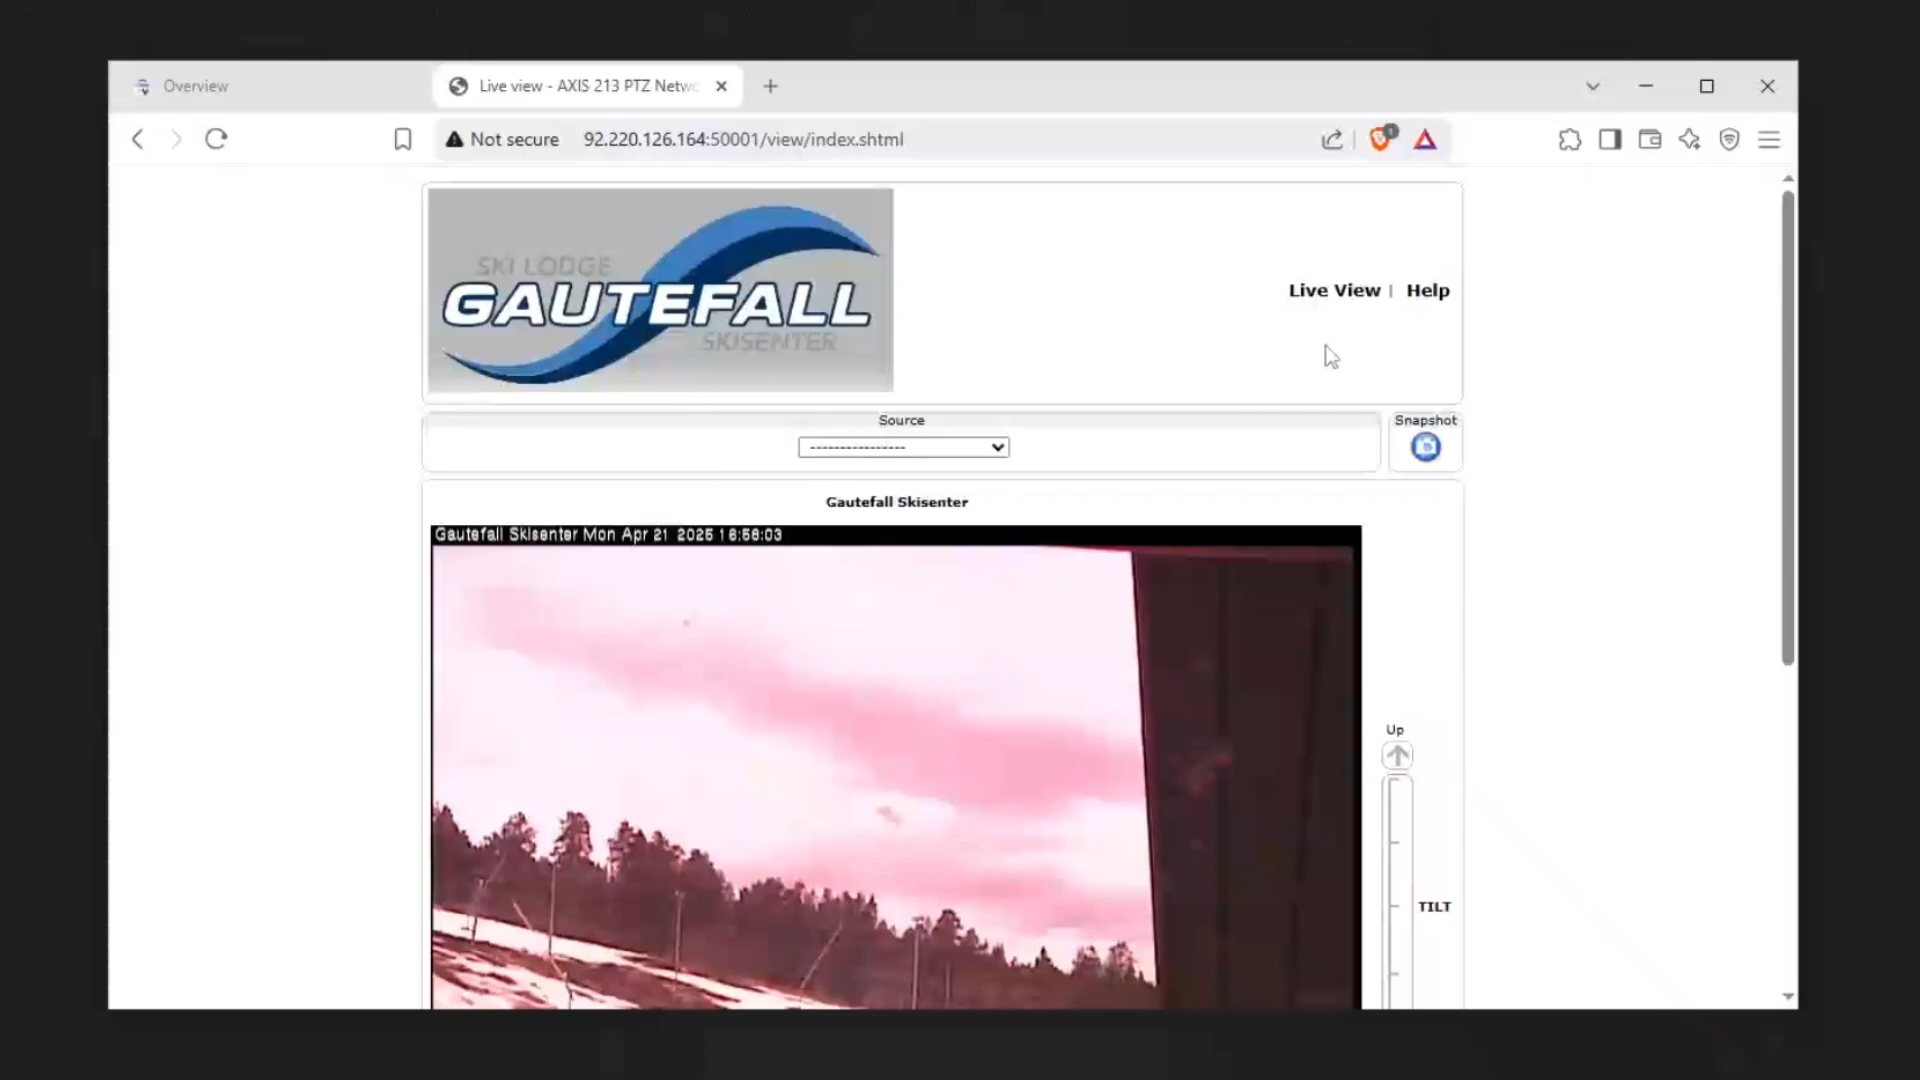 Overview
Live view - AXIS 213 PTZ Netwo
Not secure 92.220.126.164:50001/view/index.shtml
1
SKI LODGE
GAUTEFALL
SKISENTER
Live View | Help
Source
Snapshot
----------------
Gautefall Skisenter
Gautefall Skisenter Mon Apr 21 2025 16:56:03
Up
TILT